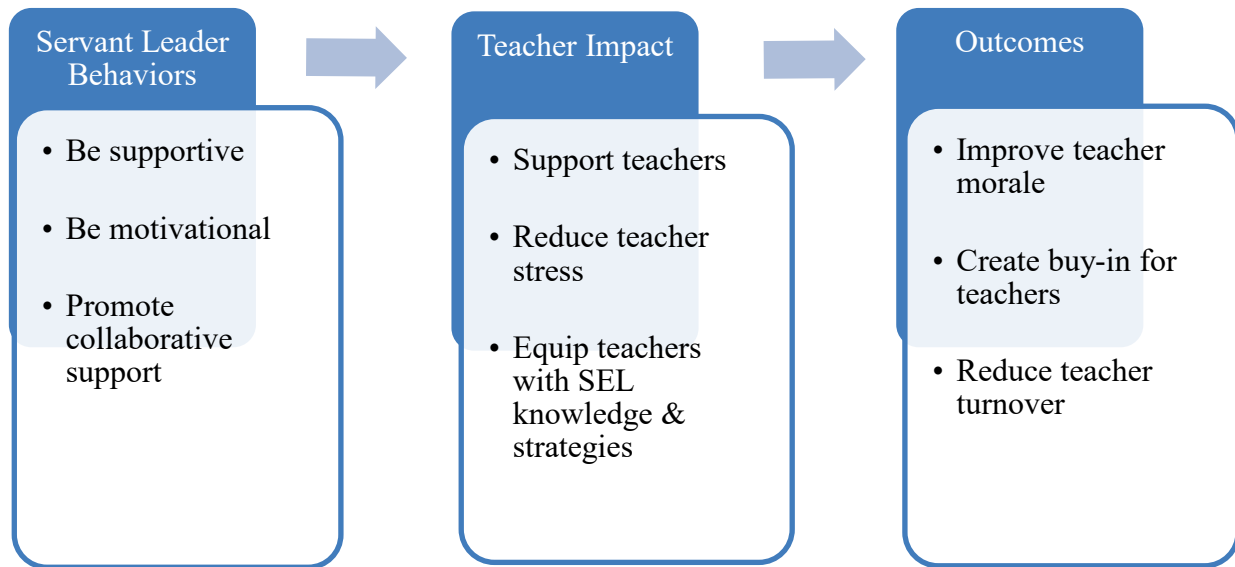 Servant Leader
Behaviors
• Be supportive
• Be motivational
• Promote
collaborative
support
Teacher Impact
• Support teachers
• Reduce teacher
stress
• Equip teachers
with SEL
knowledge &
strategies
Outcomes
• Improve teacher
morale
• Create buy-in for
teachers
• Reduce teacher
turnover